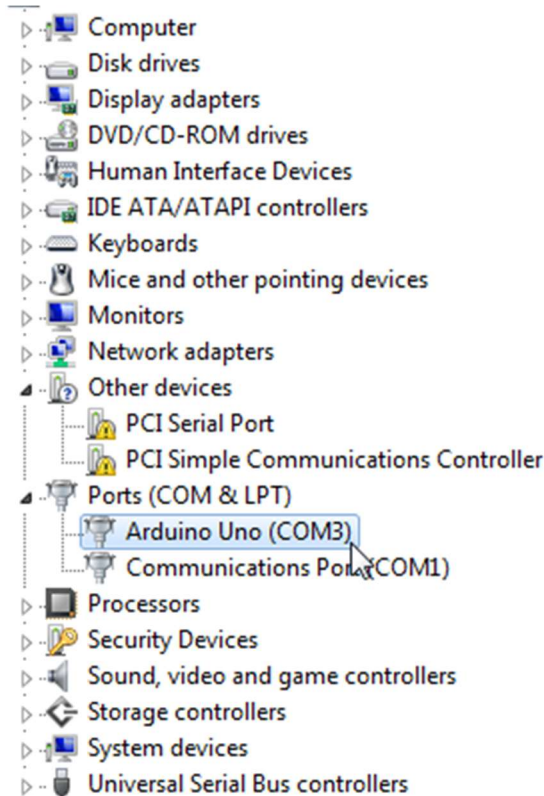 Computer
Disk drives
Display adapters
DVD/CD-ROM drives
Human Interface Devices
IDE ATA/ATAPI controllers
Keyboards
Mice and other pointing devices
Monitors
Network adapters
Other devices
PCI Serial Port
PCI Simple Communications Controller
Ports (COM & LPT)
Arduino Uno (COM3)
Communications Port (COM1)
Processors
Security Devices
Sound, video and game controllers
Storage controllers
System devices
Universal Serial Bus controllers